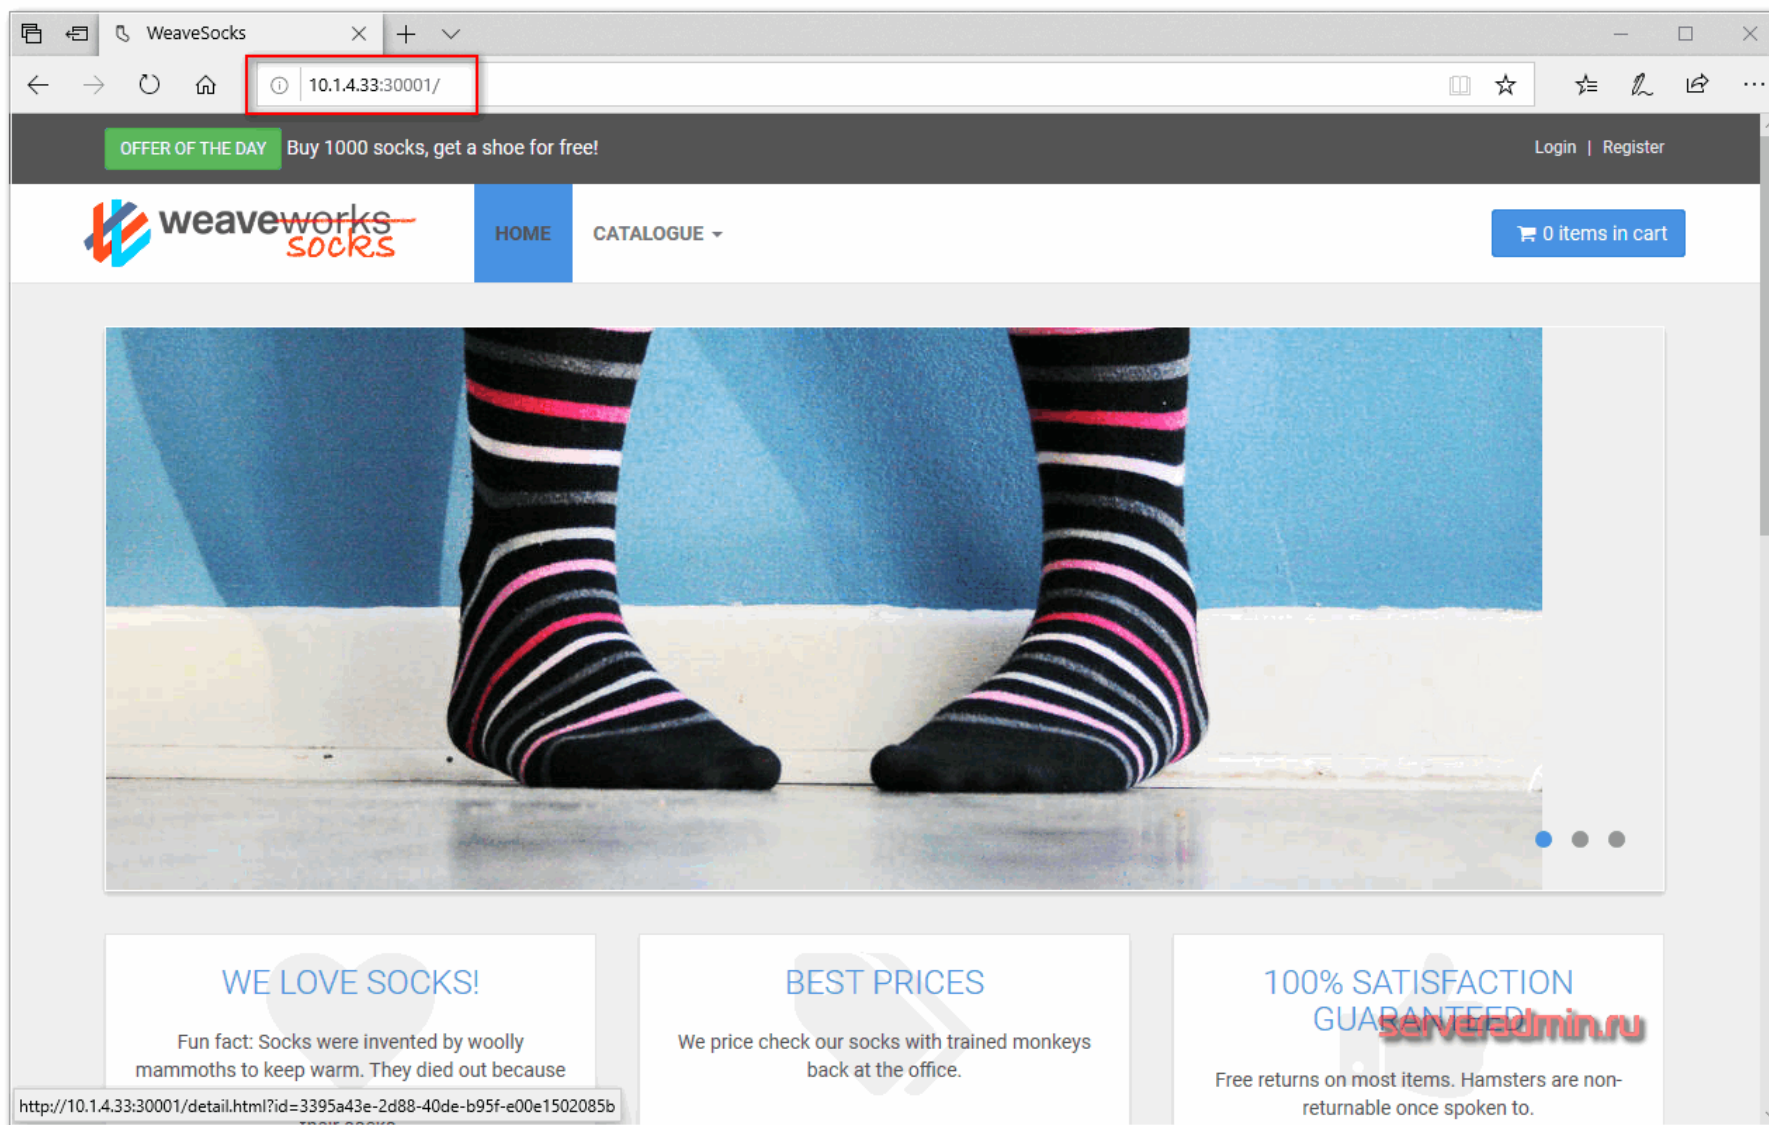 WeaveSocks
10.1.4.33:30001/
OFFER OF THE DAY Buy 1000 socks, get a shoe for free!
Login | Register
weaveworks
socks
HOME
CATALOGUE
0 items in cart
WE LOVE SOCKS!
Fun fact: Socks were invented by woolly
mammoths to keep warm. They died out because
BEST PRICES
We price check our socks with trained monkeys
back at the office.
100% SATISFACTION
GUARANTEED
serveradmin.ru
Free returns on most items. Hamsters are non-
returnable once spoken to.
http://10.1.4.33:30001/detail.html?id=3395a43e-2d88-40de-b95f-e00e1502085b